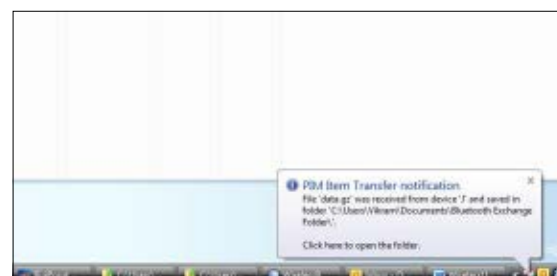 PIM Item Transfer notification
File 'data.gz' was received from device 'J' and saved in
folder 'C:\Users\Vikram\Documents\Bluetooth Exchange
Folder\'.
Click here to open the folder.